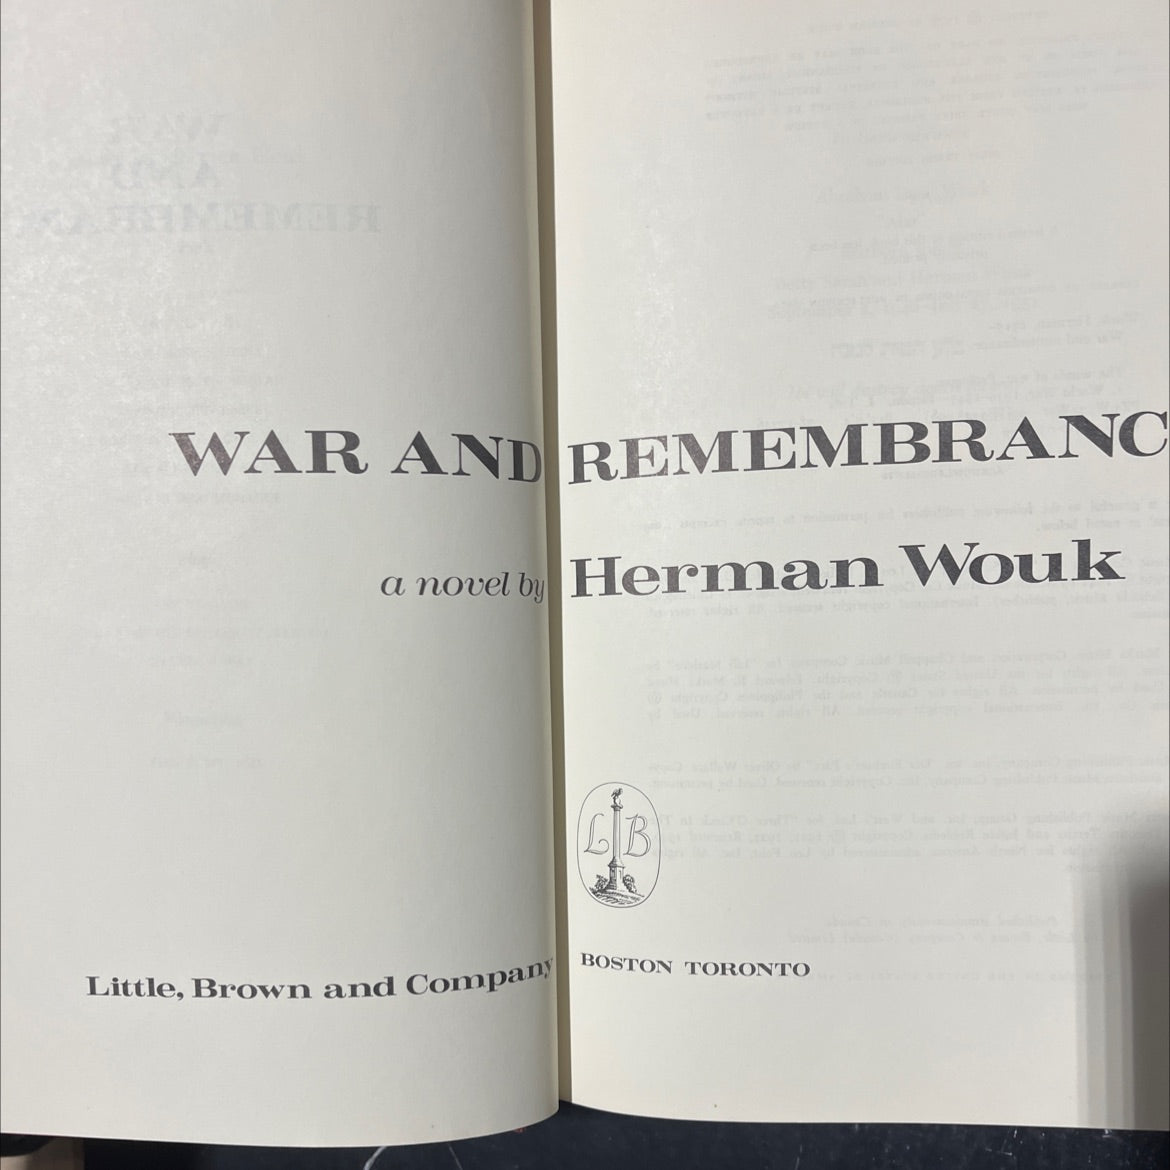 WAR AND REMEMBRANC
a novel by Herman Wouk
L B
Little, Brown and Company BOSTON TORONTO